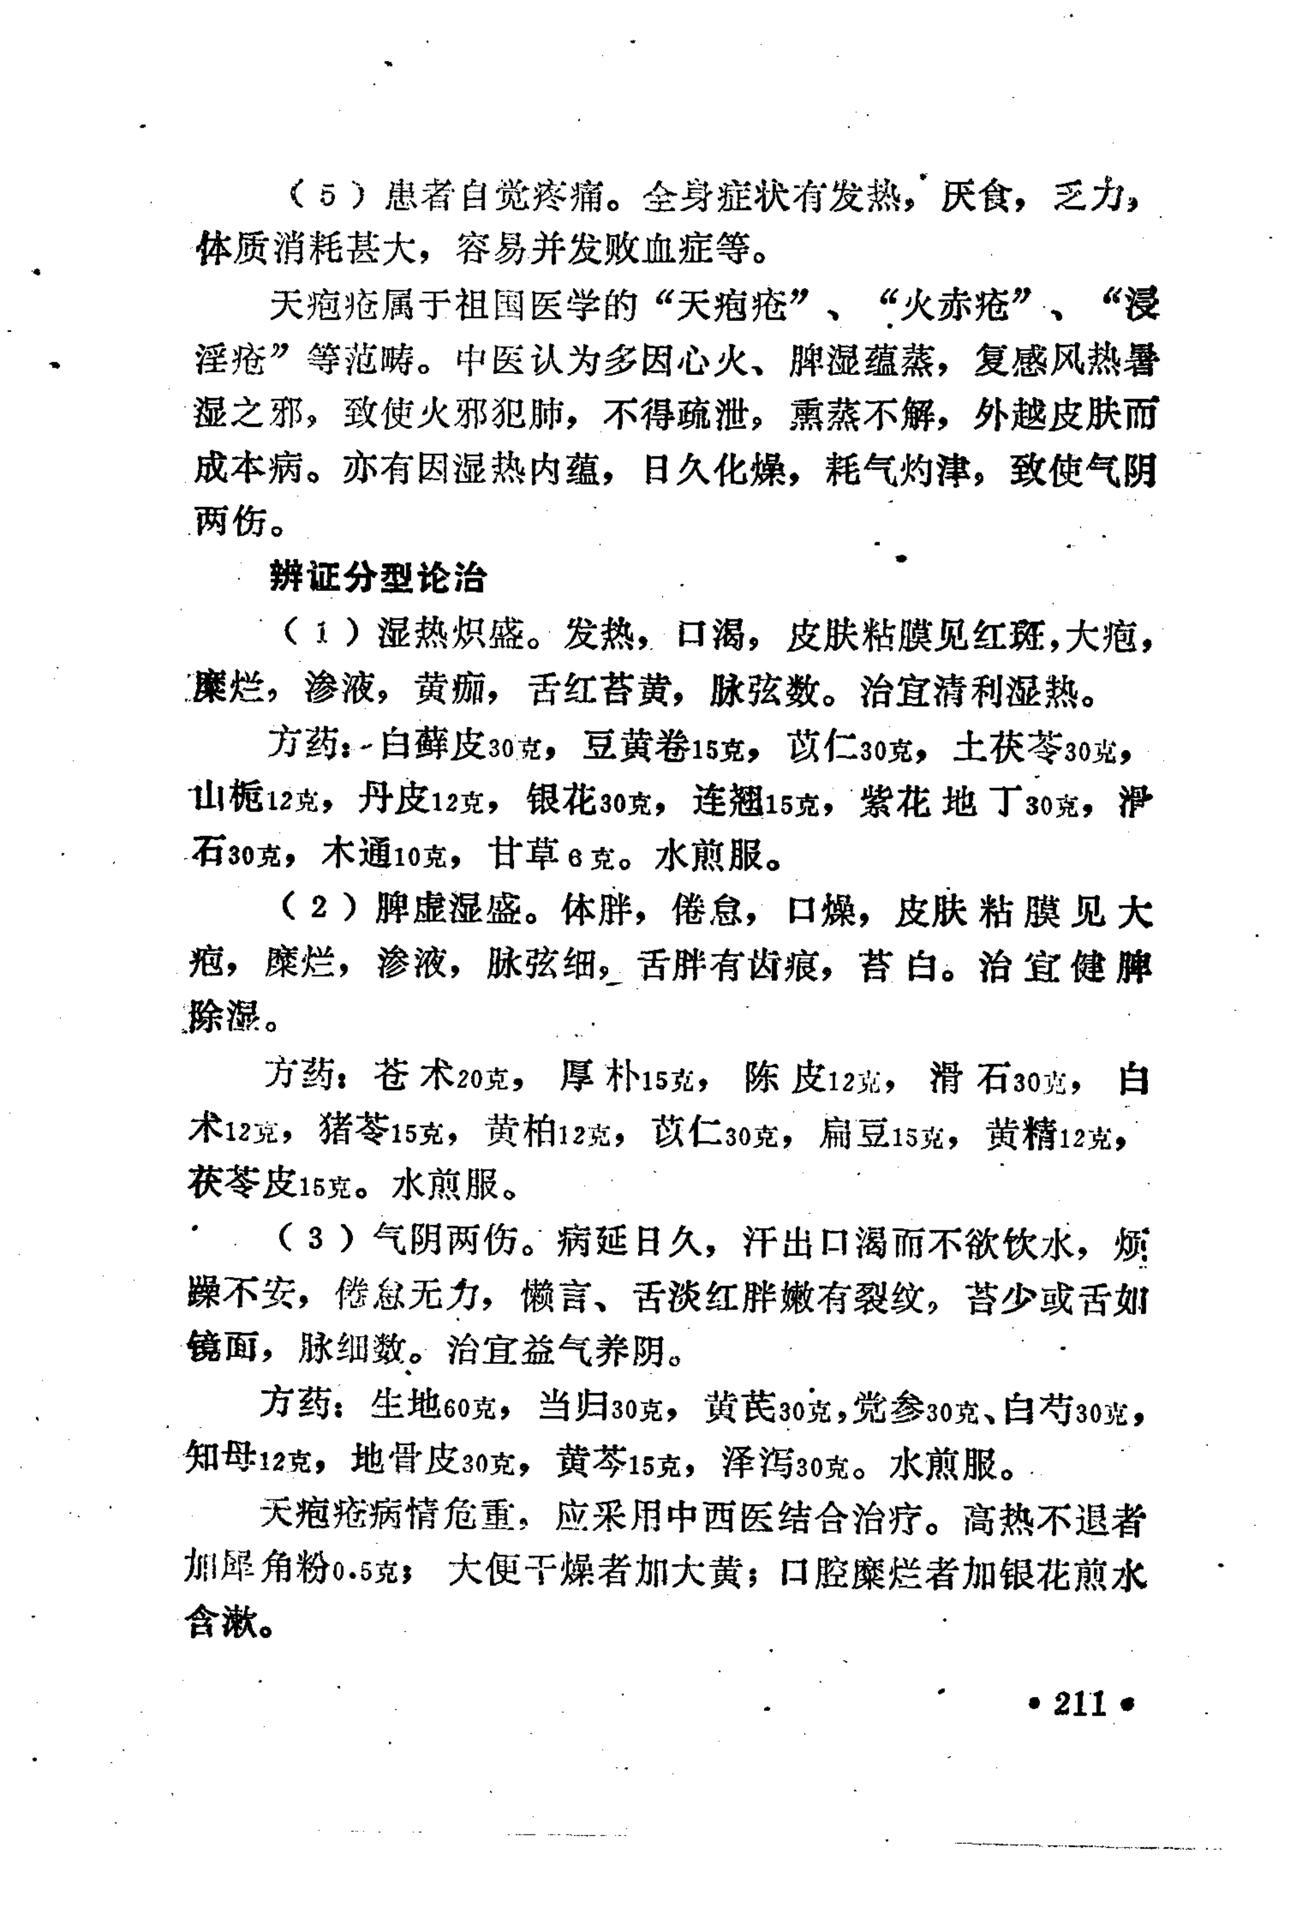 （5）患者自觉疼痛。全身症状有发热，厌食，乏力，
体质消耗甚大，容易并发败血症等。
天疱疮属于祖国医学的“天疱疮”、“火赤疮”、“浸
淫疮”等范畴。中医认为多因心火、脾湿蕴蒸，复感风热暑
湿之邪，致使火邪犯肺，不得疏泄，熏蒸不解，外越皮肤而
成本病。亦有因湿热内蕴，日久化燥，耗气灼津，致使气阴
两伤。
辨证分型论治
（1）湿热炽盛。发热，口渴，皮肤粘膜见红斑，大疱，
糜烂，渗液，黄痂，舌红苔黄，脉弦数。治宜清利湿热。
方药：白藓皮30克，豆黄卷15克，苡仁30克，土茯苓30克，
山栀12克，丹皮12克，银花30克，连翘15克，紫花地丁30克，滑
石30克，木通10克，甘草6克。水煎服。
（2）脾虚湿盛。体胖，倦怠，口燥，皮肤粘膜见大
疱，糜烂，渗液，脉弦细，舌胖有齿痕，苔白。治宜健脾
除湿。
方药：苍术20克，厚朴15克，陈皮12克，滑石30克，白
术12克，猪苓15克，黄柏12克，苡仁30克，扁豆15克，黄精12克，
茯苓皮15克。水煎服。
（3）气阴两伤。病延日久，汗出口渴而不欲饮水，烦
躁不安，倦怠无力，懒言、舌淡红胖嫩有裂纹，苔少或舌如
镜面，脉细数。治宜益气养阴。
方药：生地60克，当归30克，黄芪30克，党参30克、白芍30克，
知母12克，地骨皮30克，黄芩15克，泽泻30克。水煎服。
天疱疮病情危重，应采用中西医结合治疗。高热不退者
加犀角粉0.5克；大便干燥者加大黄；口腔糜烂者加银花煎水
含漱。
•211•